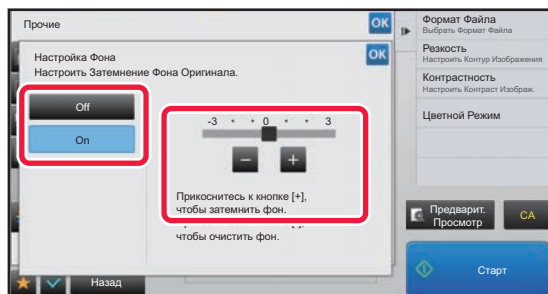 Прочие
OK
Настройка Фона
Настроить Затемнение Фона Оригинала.
OK
Off
On
-3 • • 0 • • 3
− +
Прикоснитесь к кнопке [+],
чтобы затемнить фон.
чтобы очистить фон.
Назад
Формат Файла
Выбрать Формат Файла
Резкость
Настроить Контур Изображения
Контрастность
Настроить Контраст Изображ.
Цветной Режим
Предварит.
Просмотр
CA
Старт